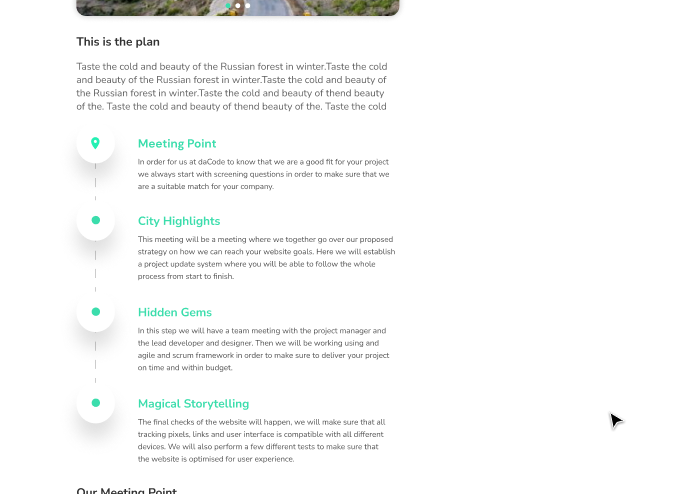 This is the plan
Taste the cold and beauty of the Russian forest in winter.Taste the cold
and beauty of the Russian forest in winter.Taste the cold and beauty of
the Russian forest in winter.Taste the cold and beauty of thend beauty
of the. Taste the cold and beauty of thend beauty of the. Taste the cold
Meeting Point
In order for us at daCode to know that we are a good fit for your project
we always start with screening questions in order to make sure that we
are a suitable match for your company.
City Highlights
This meeting will be a meeting where we together go over our proposed
strategy on how we can reach your website goals. Here we will establish
a project update system where you will be able to follow the whole
process from start to finish.
Hidden Gems
In this step we will have a team meeting with the project manager and
the lead developer and designer. Then we will be working using and
agile and scrum framework in order to make sure to deliver your project
on time and within budget.
Magical Storytelling
The final checks of the website will happen, we will make sure that all
tracking pixels, links and user interface is compatible with all different
devices. We will also perform a few different tests to make sure that
the website is optimised for user experience.
Our Meeting Point